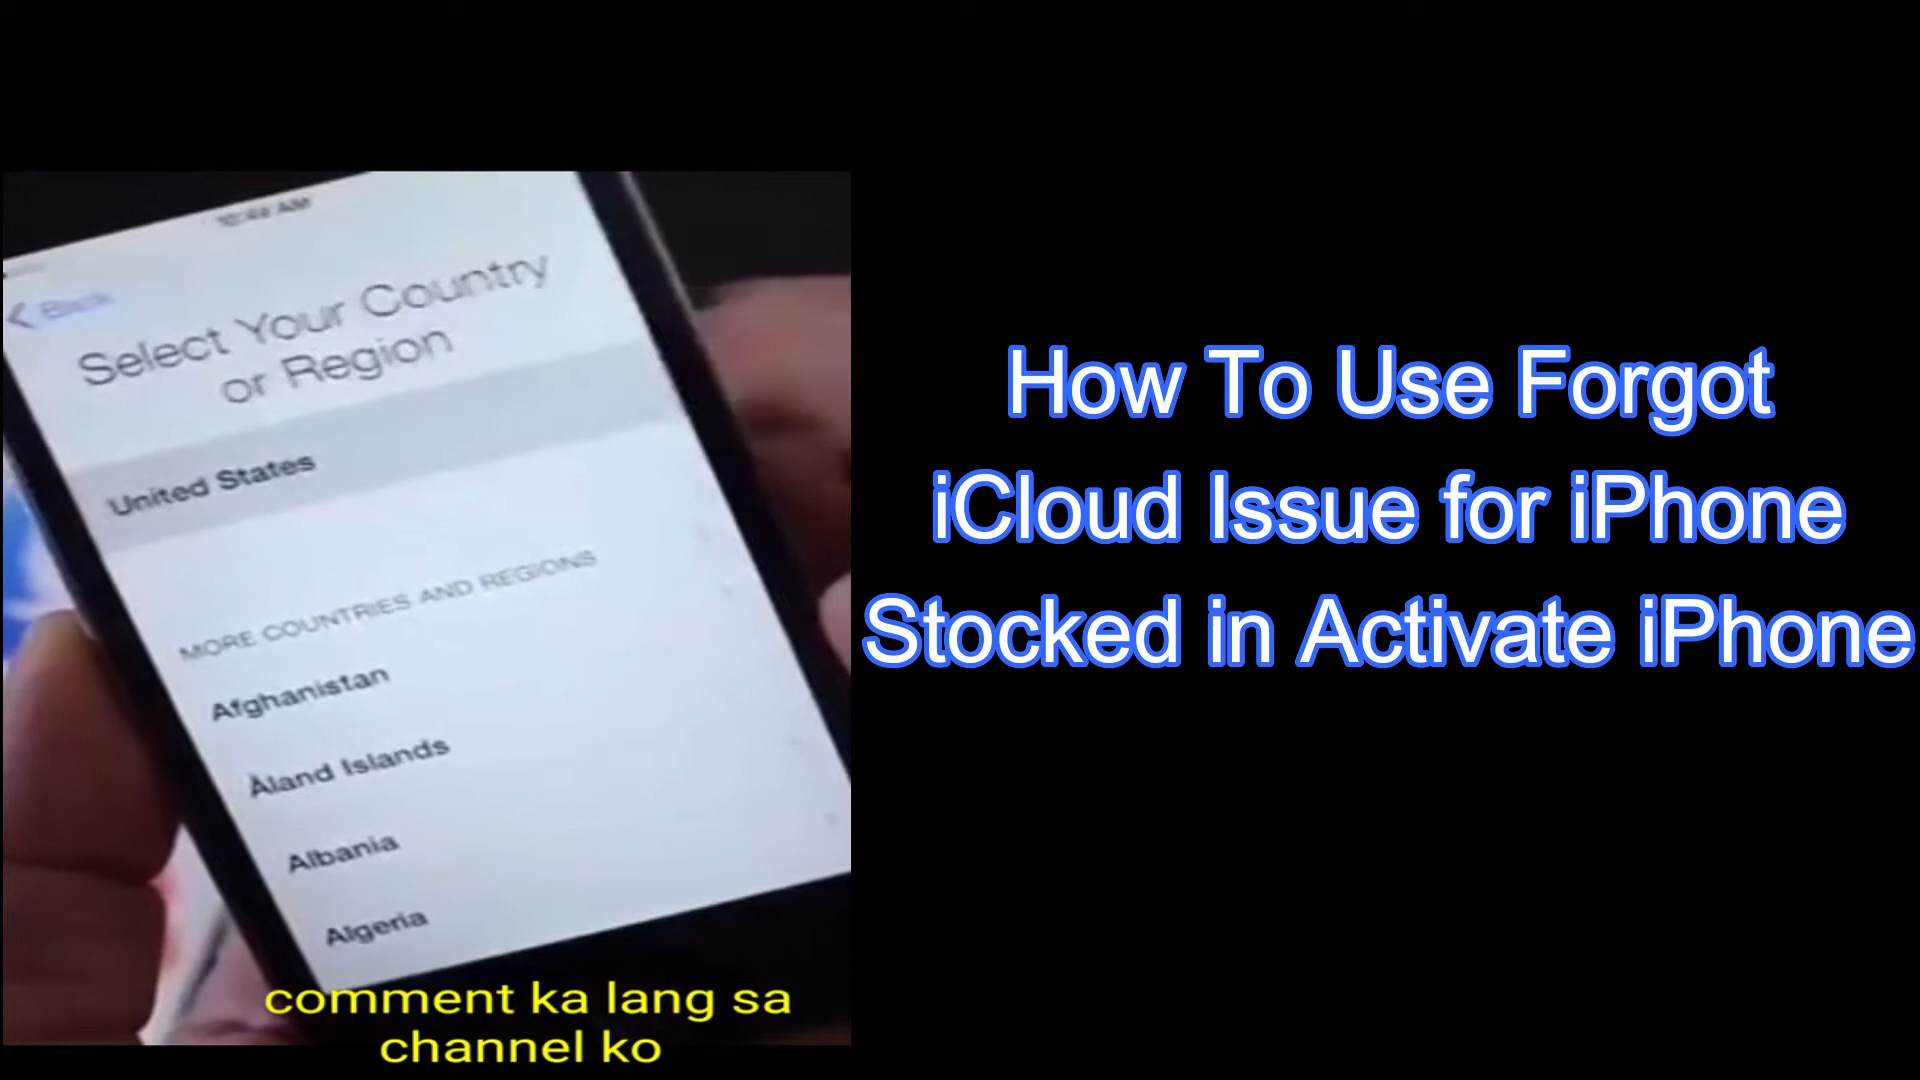 Back
Select Your Country
or Region
United States
MORE COUNTRIES AND REGIONS
Afghanistan
Åland Islands
Albania
Algeria
comment ka lang sa
channel ko
How To Use Forgot
iCloud Issue for iPhone
Stocked in Activate iPhone